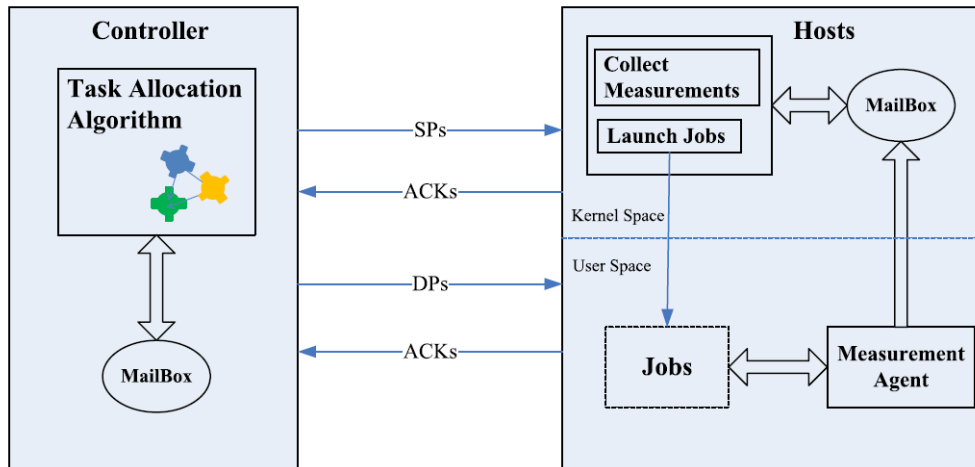 Controller
Task Allocation
Algorithm
MailBox
SPs
ACKs
DPs
ACKs
Hosts
Collect
Measurements
Launch Jobs
MailBox
Kernel Space
User Space
Jobs
Measurement
Agent